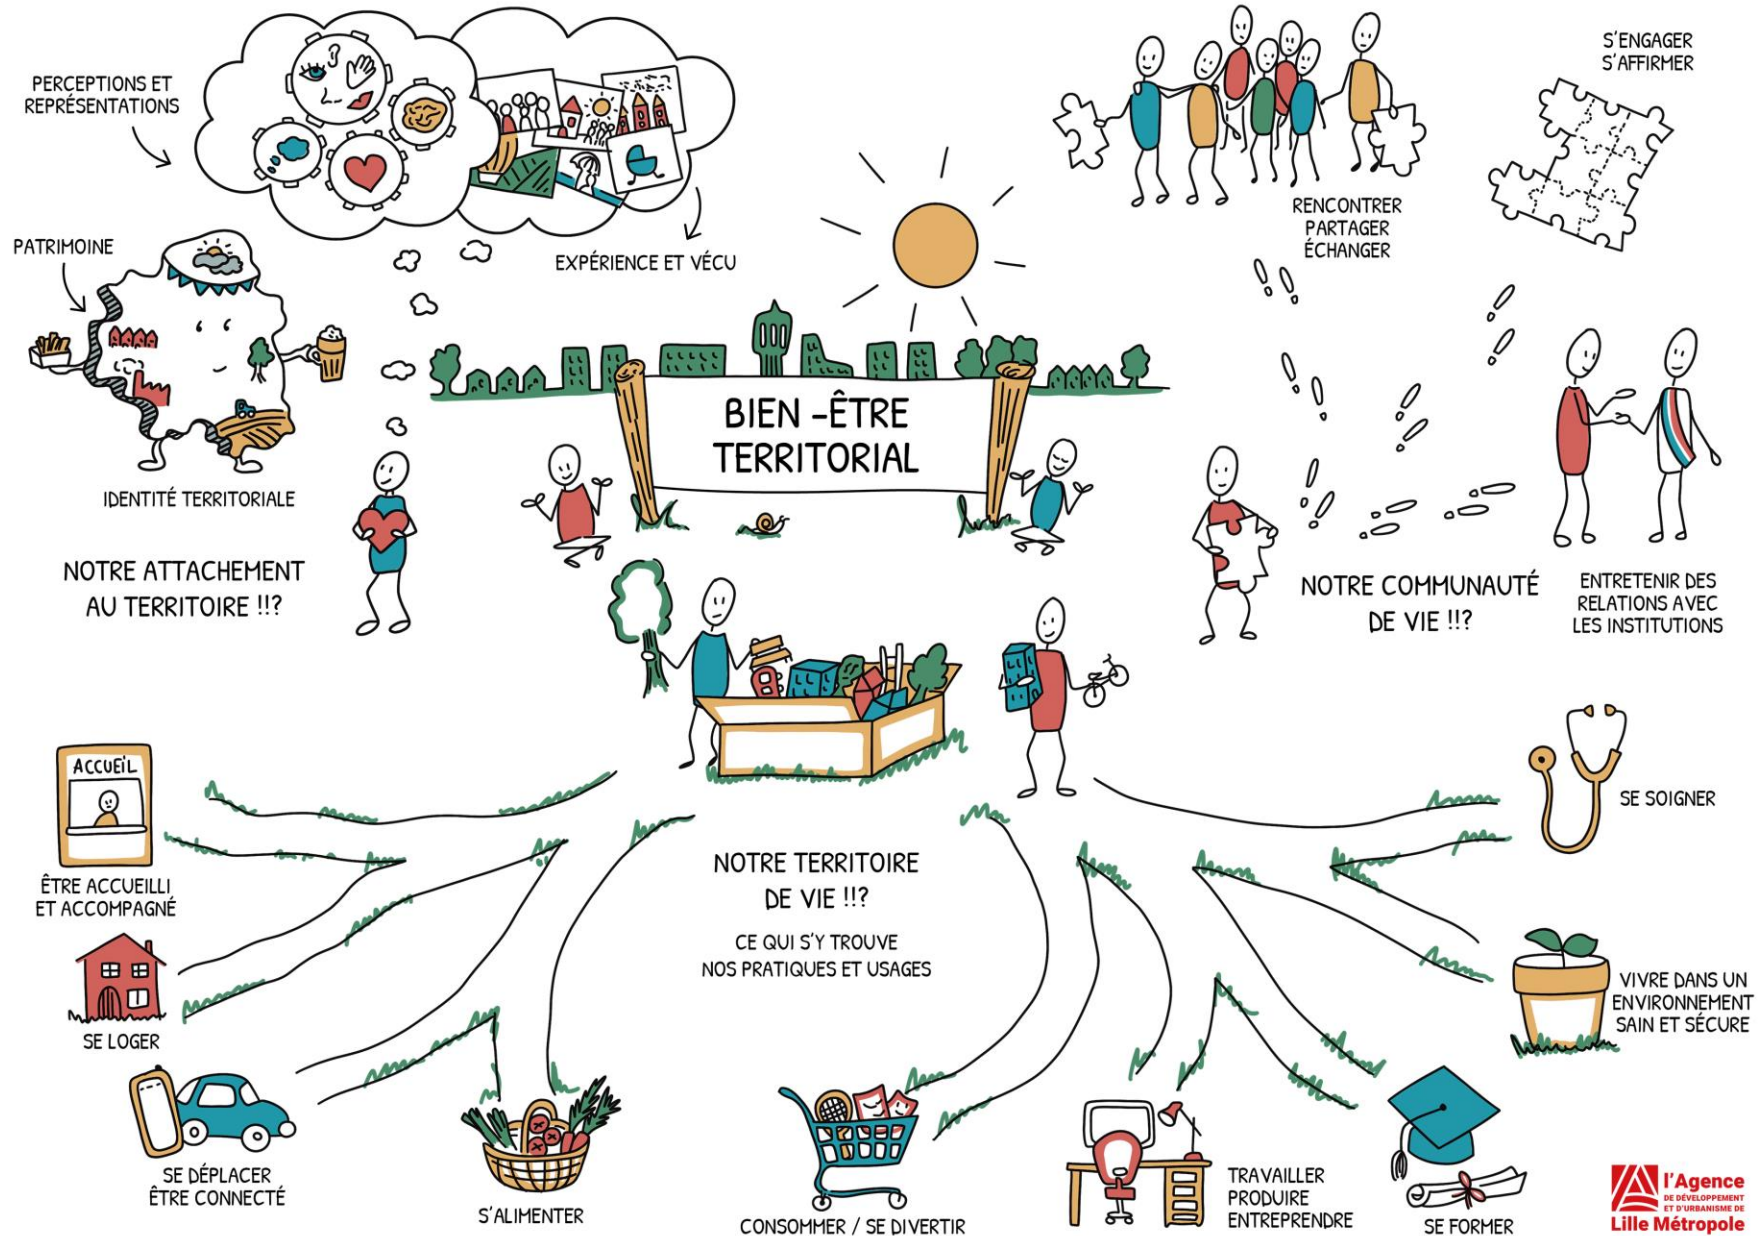 PERCEPTIONS ET
REPRÉSENTATIONS
EXPÉRIENCE ET VÉCU
PATRIMOINE
IDENTITÉ TERRITORIALE
NOTRE ATTACHEMENT
AU TERRITOIRE !!?
BIEN-ÊTRE
TERRITORIAL
RENCONTRER
PARTAGER
ÉCHANGER
S'ENGAGER
S'AFFIRMER
NOTRE COMMUNAUTÉ
DE VIE !!?
ENTRETENIR DES
RELATIONS AVEC
LES INSTITUTIONS
NOTRE TERRITOIRE
DE VIE !!?
CE QUI S'Y TROUVE
NOS PRATIQUES ET USAGES
ACCUEiL
ÊTRE ACCUEILLI
ET ACCOMPAGNÉ
SE LOGER
SE DÉPLACER
ÊTRE CONNECTÉ
S'ALIMENTER
CONSOMMER / SE DIVERTIR
TRAVAILLER
PRODUIRE
ENTREPRENDRE
SE FORMER
VIVRE DANS UN
ENVIRONNEMENT
SAIN ET SÉCURE
SE SOIGNER
l'Agence
DE DÉVELOPPEMENT
ET D'URBANISME DE
Lille Métropole